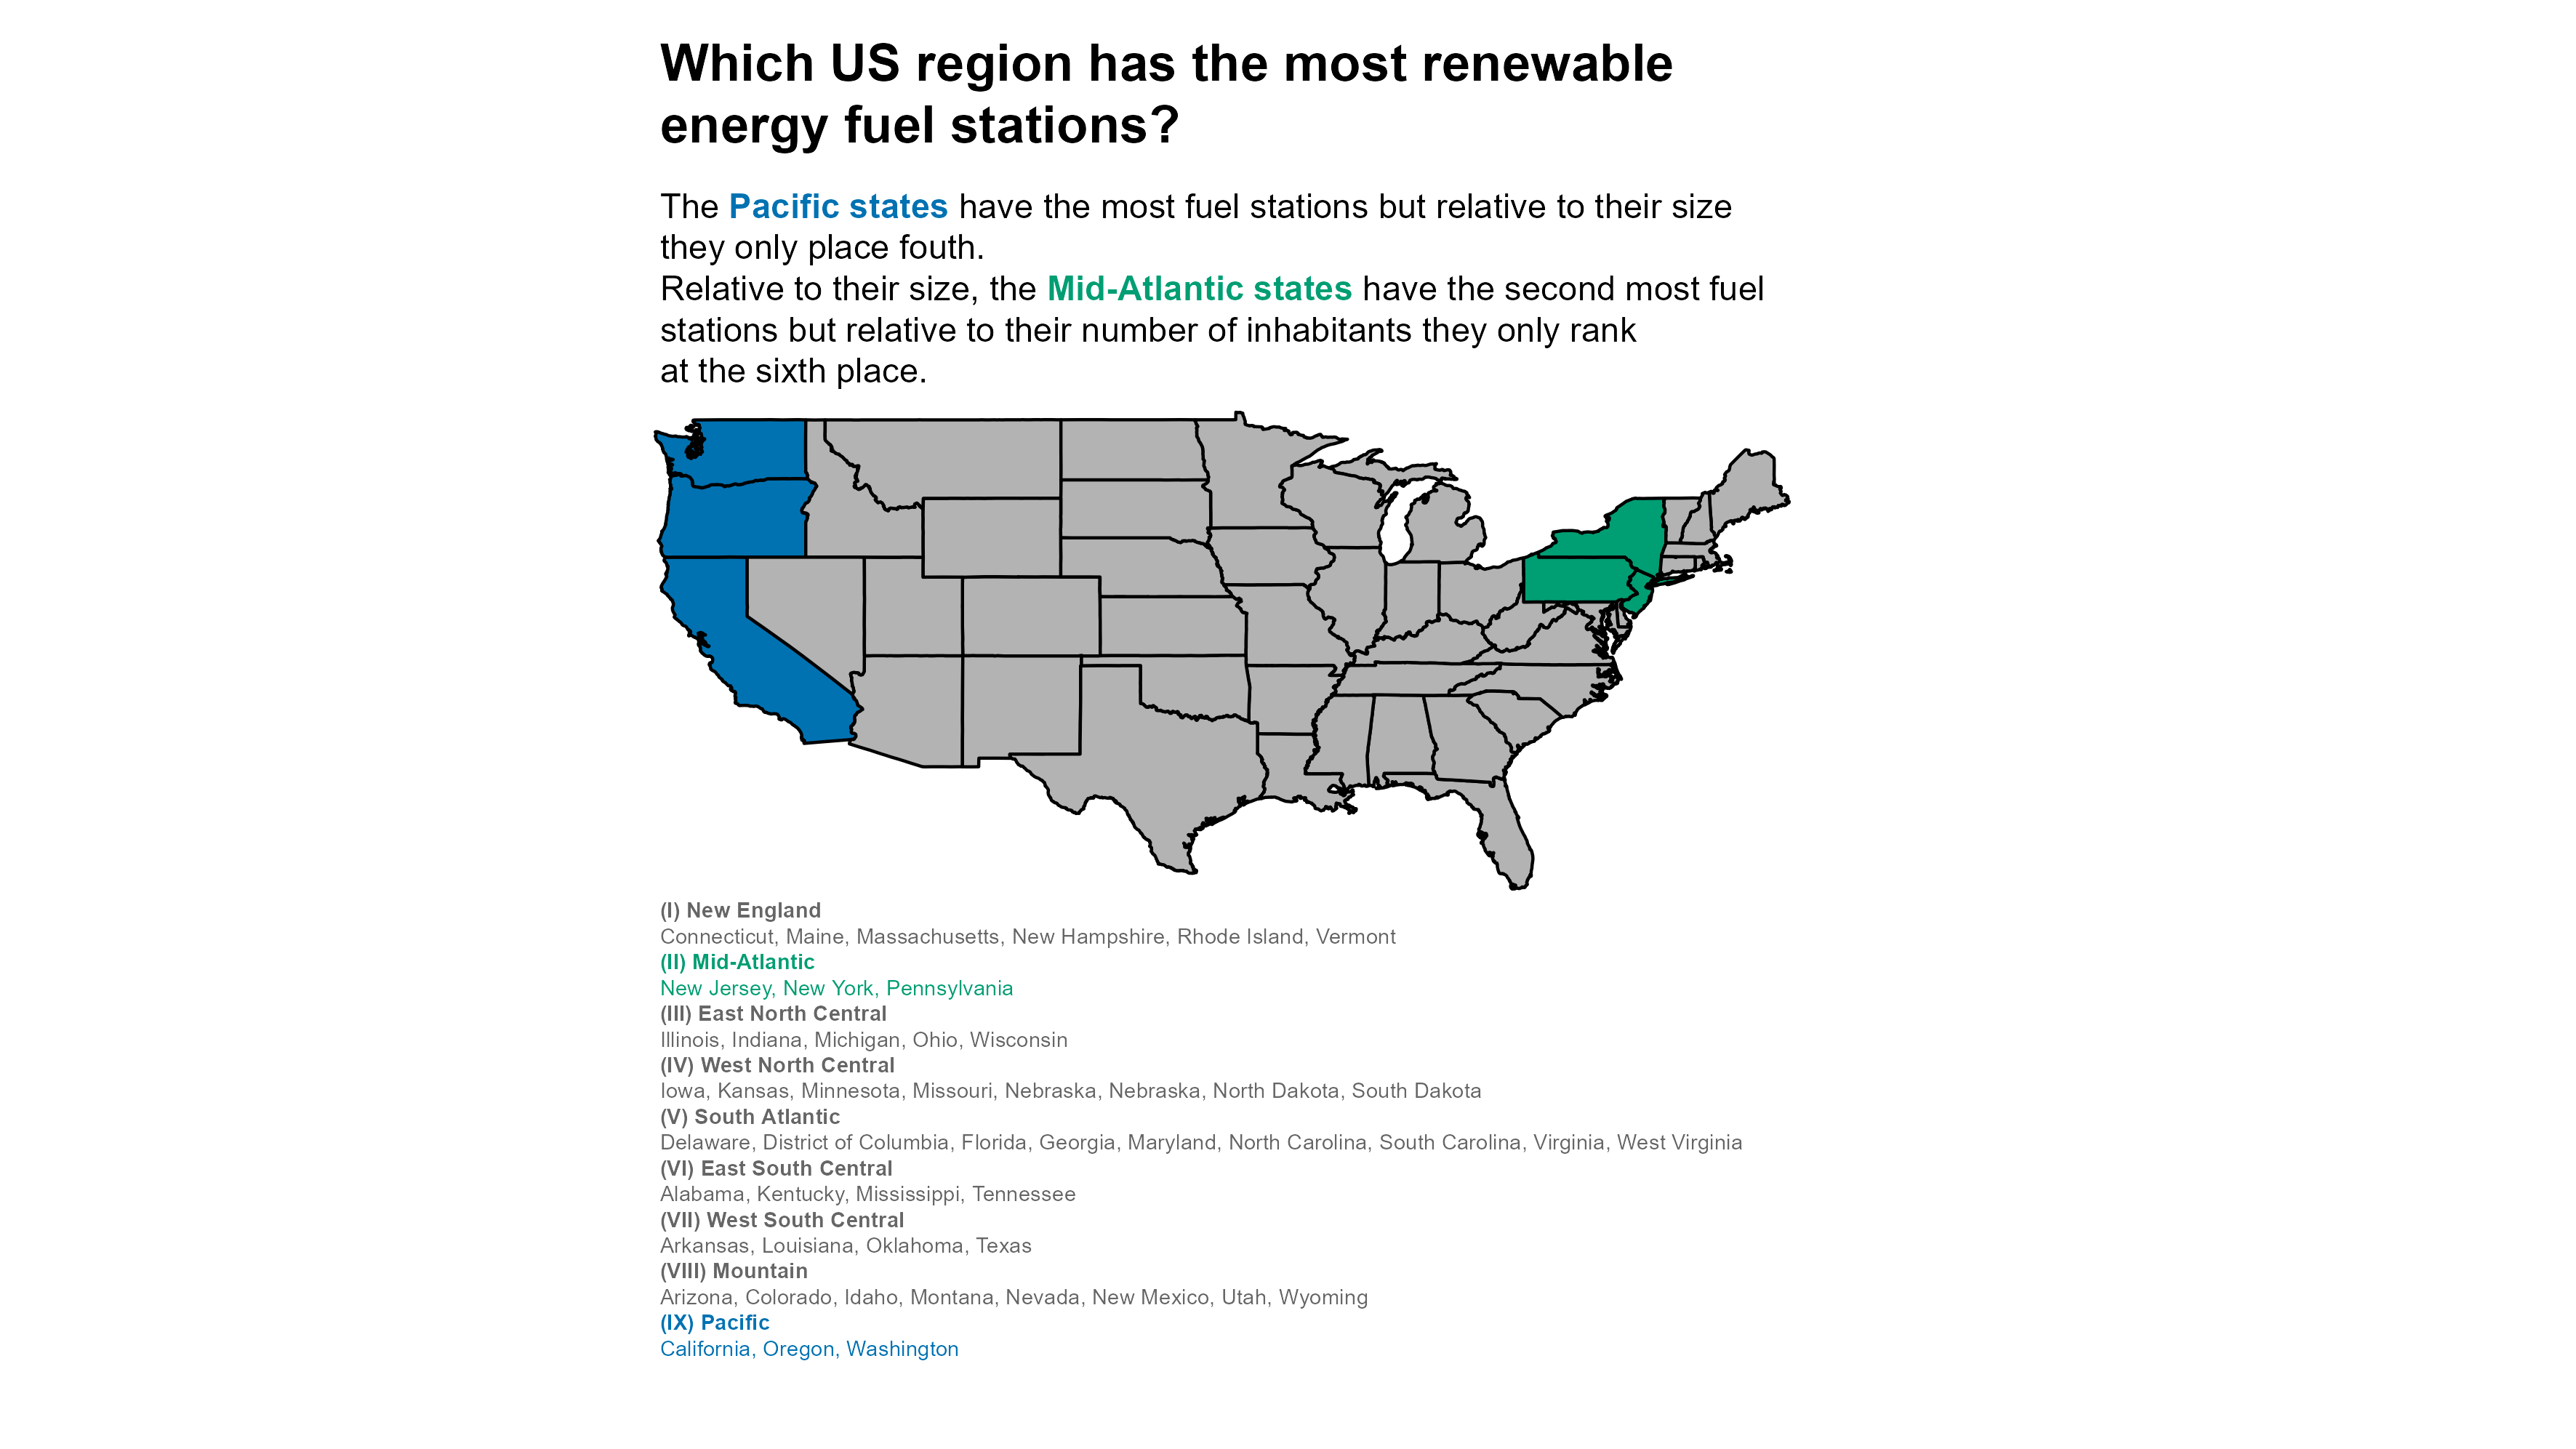 Which US region has the most renewable
energy fuel stations?
The Pacific states have the most fuel stations but relative to their size
they only place fouth.
Relative to their size, the Mid-Atlantic states have the second most fuel
stations but relative to their number of inhabitants they only rank
at the sixth place.
(I) New England
Connecticut, Maine, Massachusetts, New Hampshire, Rhode Island, Vermont
(II) Mid-Atlantic
New Jersey, New York, Pennsylvania
(III) East North Central
Illinois, Indiana, Michigan, Ohio, Wisconsin
(IV) West North Central
Iowa, Kansas, Minnesota, Missouri, Nebraska, Nebraska, North Dakota, South Dakota
(V) South Atlantic
Delaware, District of Columbia, Florida, Georgia, Maryland, North Carolina, South Carolina, Virginia, West Virginia
(VI) East South Central
Alabama, Kentucky, Mississippi, Tennessee
(VII) West South Central
Arkansas, Louisiana, Oklahoma, Texas
(VIII) Mountain
Arizona, Colorado, Idaho, Montana, Nevada, New Mexico, Utah, Wyoming
(IX) Pacific
California, Oregon, Washington